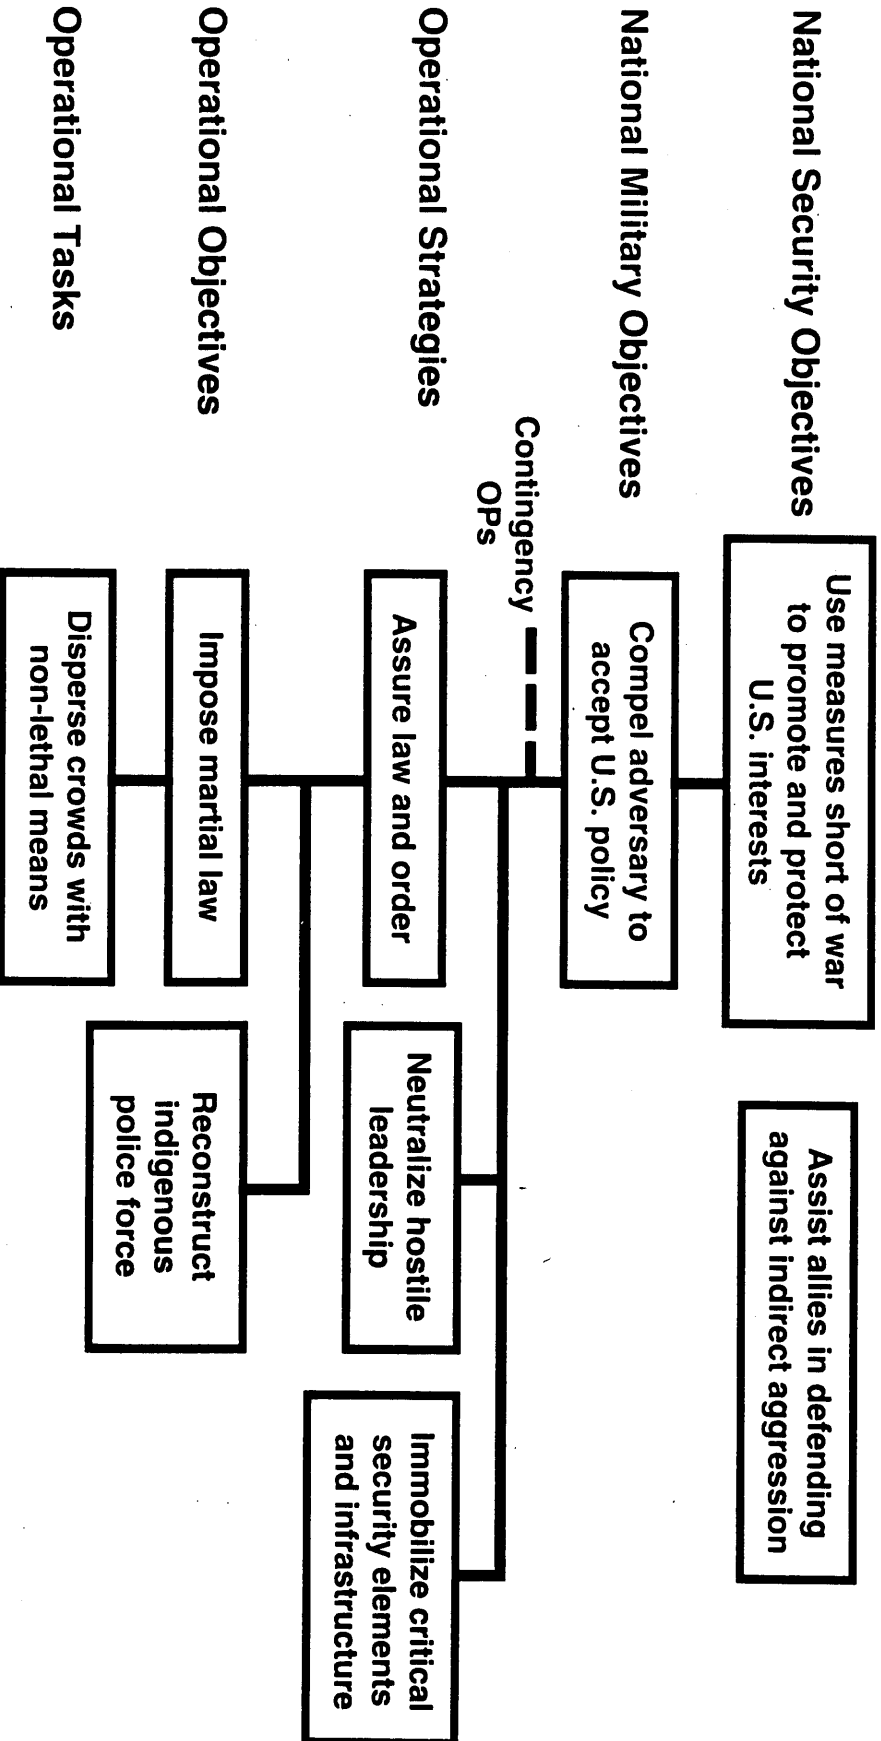 National Security Objectives
Use measures short of war
to promote and protect
U.S. interests
Assist allies in defending
against indirect aggression
National Military Objectives
Compel adversary to
accept U.S. policy
Contingency
OPs
Operational Strategies
Assure law and order
Neutralize hostile
leadership
Immobilize critical
security elements
and infrastructure
Operational Objectives
Impose martial law
Reconstruct
indigenous
police force
Operational Tasks
Disperse crowds with
non-lethal means